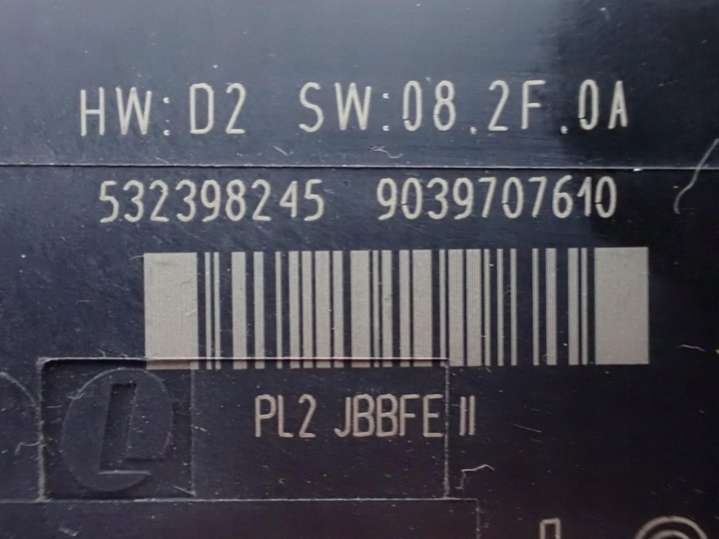 HW:D2 SW:08.2F.0A
532398245 9039707610
PL2 JBBFE II